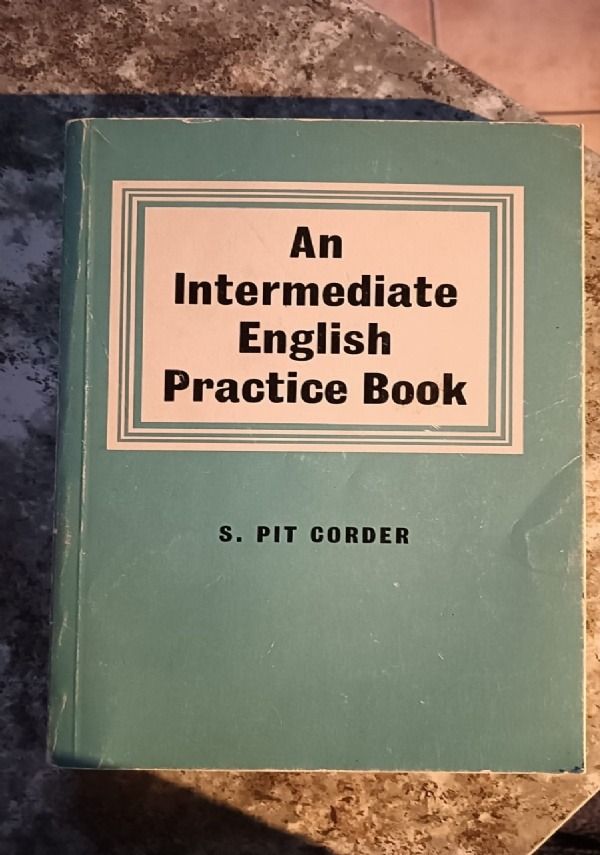 An
Intermediate
English
Practice Book
S. PIT CORDER